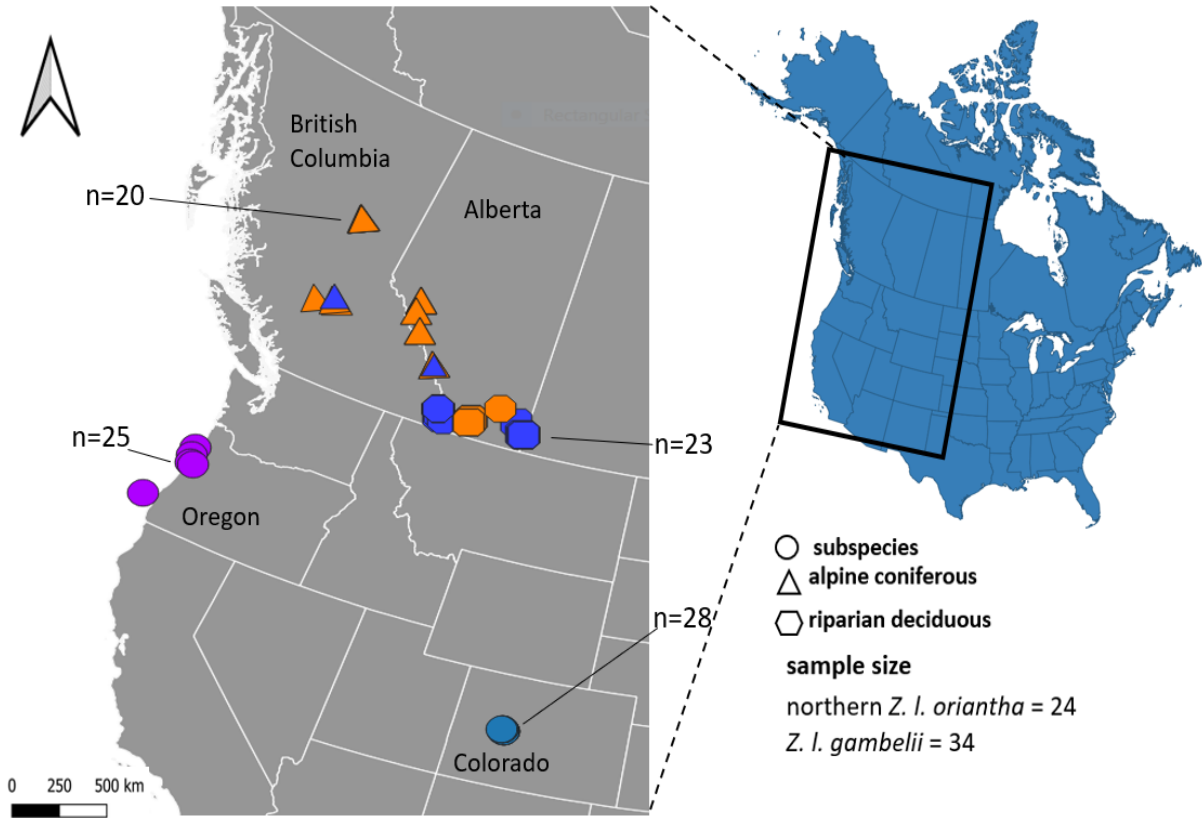 British
Columbia
Rectangular
n=20
Alberta
n=25
n=23
Oregon
subspecies
alpine coniferous
n=28
riparian deciduous
sample size
northern Z. l. oriantha = 24
Z. l. gambelii = 34
Colorado
0 250 500 km